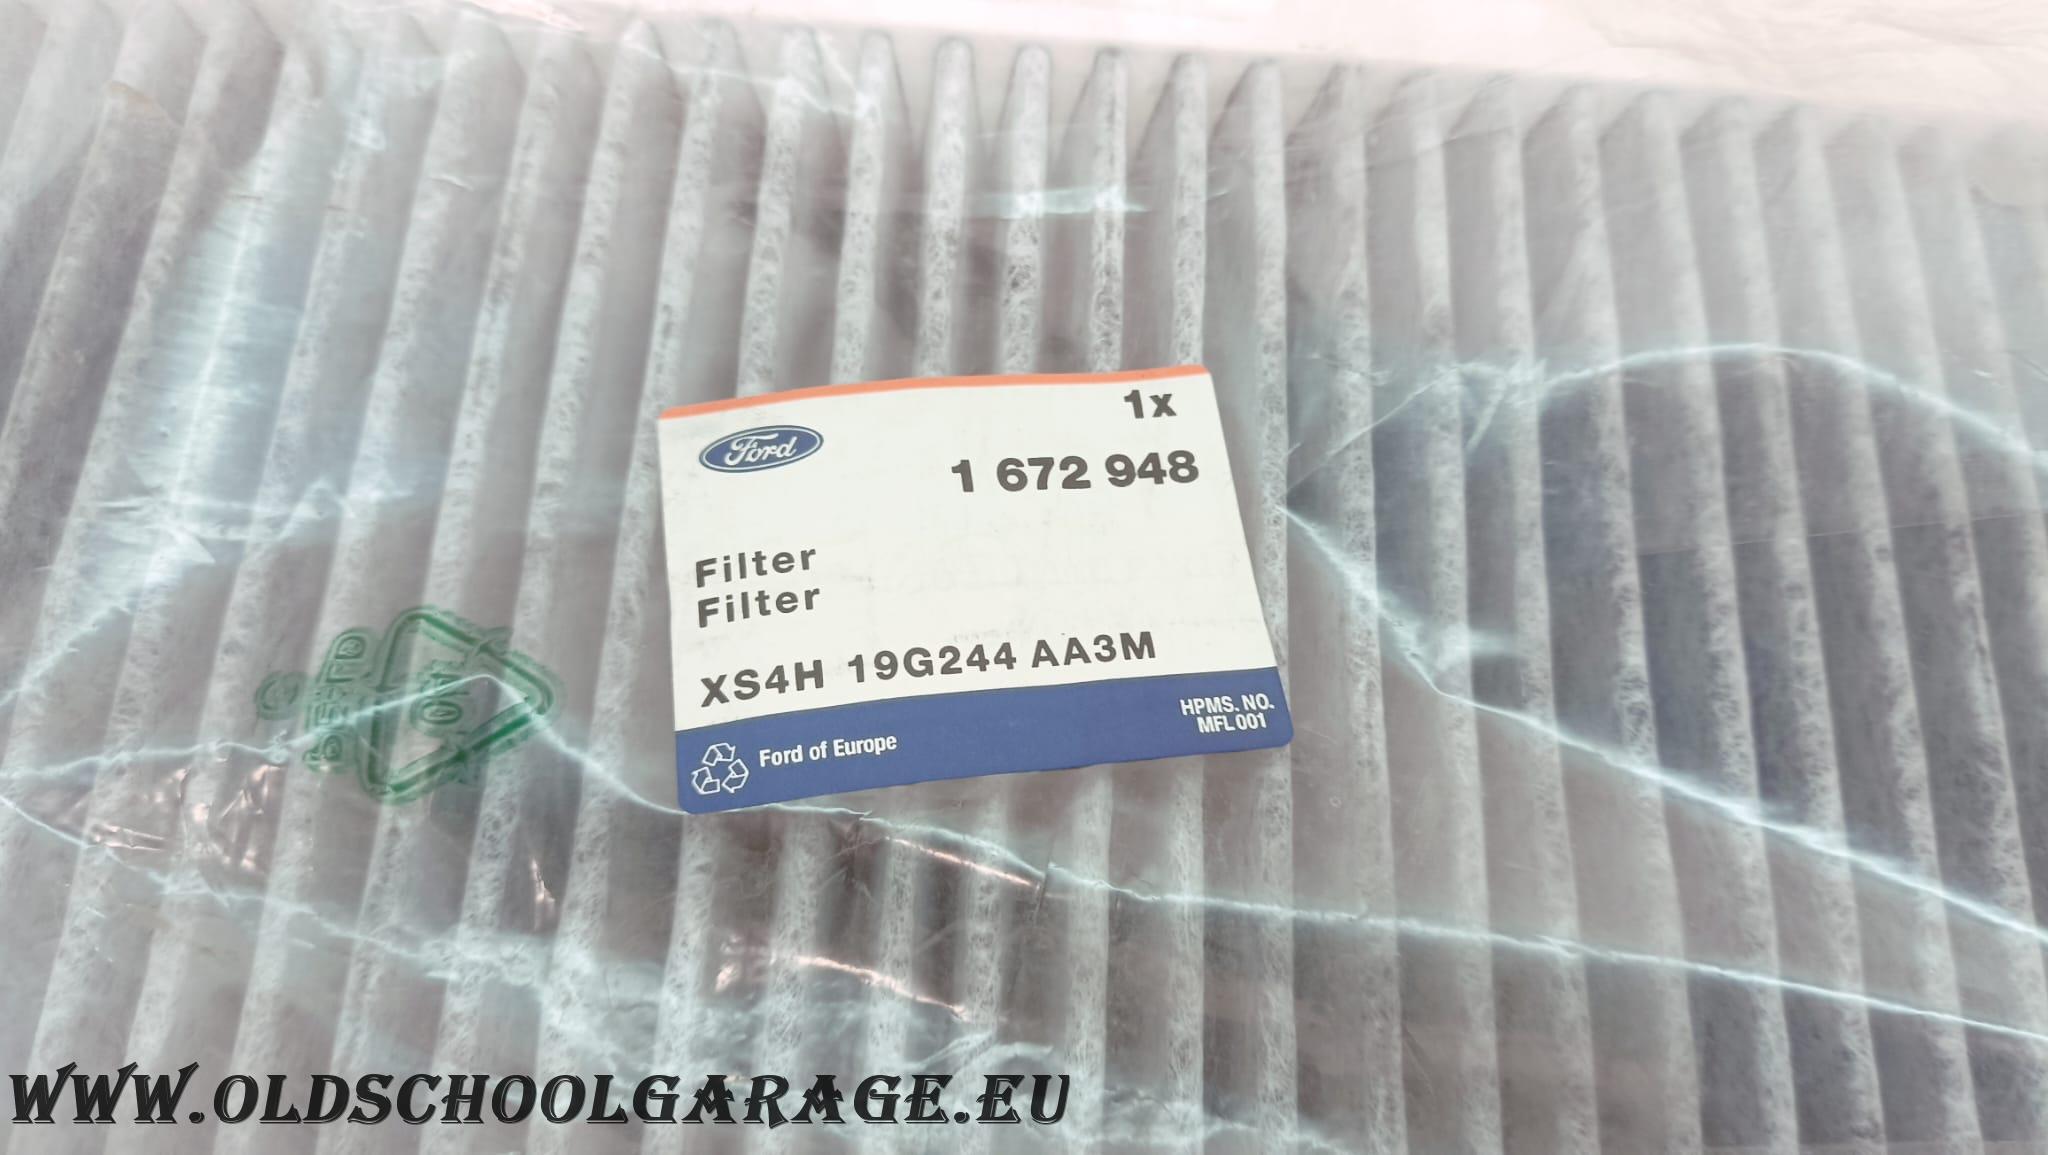 1x
Ford
1 672 948
Filter
Filter
XS4H 19G244 AA3M
HPMS. NO.
MFL 001
Ford of Europe
WWW.OLDSCHOOLGARAGE.EU